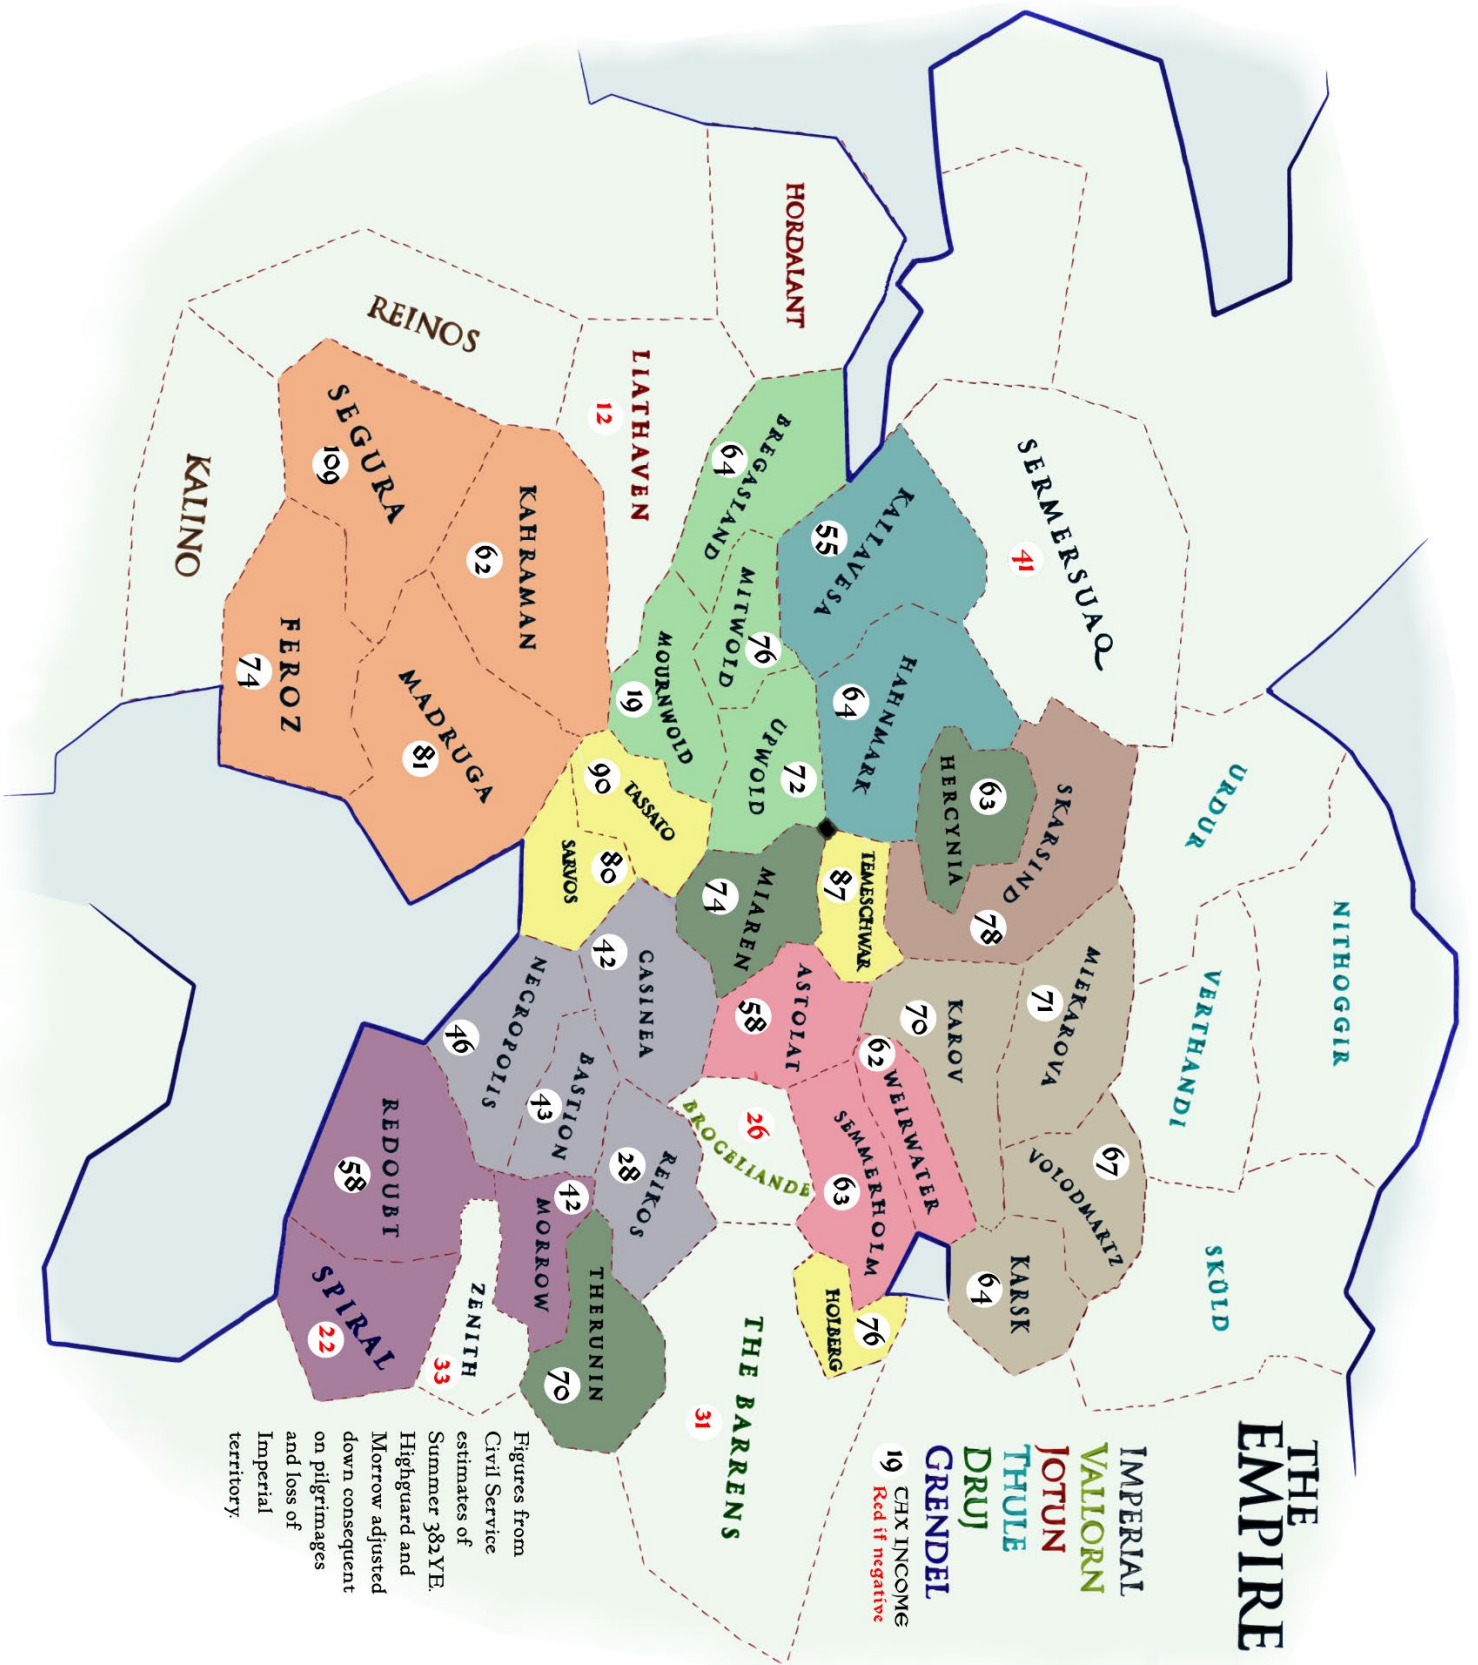 THE
EMPIRE
IMPERIAL
VALLORN
JOTUN
THULE
DRUJ
GRENDEL
19 TAX INCOME
Red if negative
NITHOGGIR
URDUR
VERTHANDI
SKÜLD
SERMERSUAQ
41
HORDALANT
KALLAVESA
55
HAHNMARK
64
SKARSIND
78
HERCYNIA
63
MIEKAROVA
71
VOLODMARTZ
67
KAROV
70
KARSK
64
BREGASLAND
64
MITWOLD
76
UPWOLD
72
MOURNWOLD
19
TEMESCHWAR
87
MIAREN
74
ASTOLAT
58
WEIRWATER
62
SEMMERHOLM
63
HOLBERG
76
BROCELIANDE
26
THE BARRENS
31
LIATHAVEN
12
TASSATO
90
SARVOS
80
CASINEA
42
REIKOS
28
NECROPOLIS
46
BASTION
43
MORROW
42
THERUNIN
70
ZENITH
33
REDOUBT
58
SPIRAL
22
REINOS
KALINO
SEGURA
109
KAHRAMAN
62
FEROZ
74
MADRUGA
81
Figures from
Civil Service
estimates of
Summer 382YE.
Highguard and
Morrow adjusted
down consequent
on pilgrimages
and loss of
Imperial
territory.